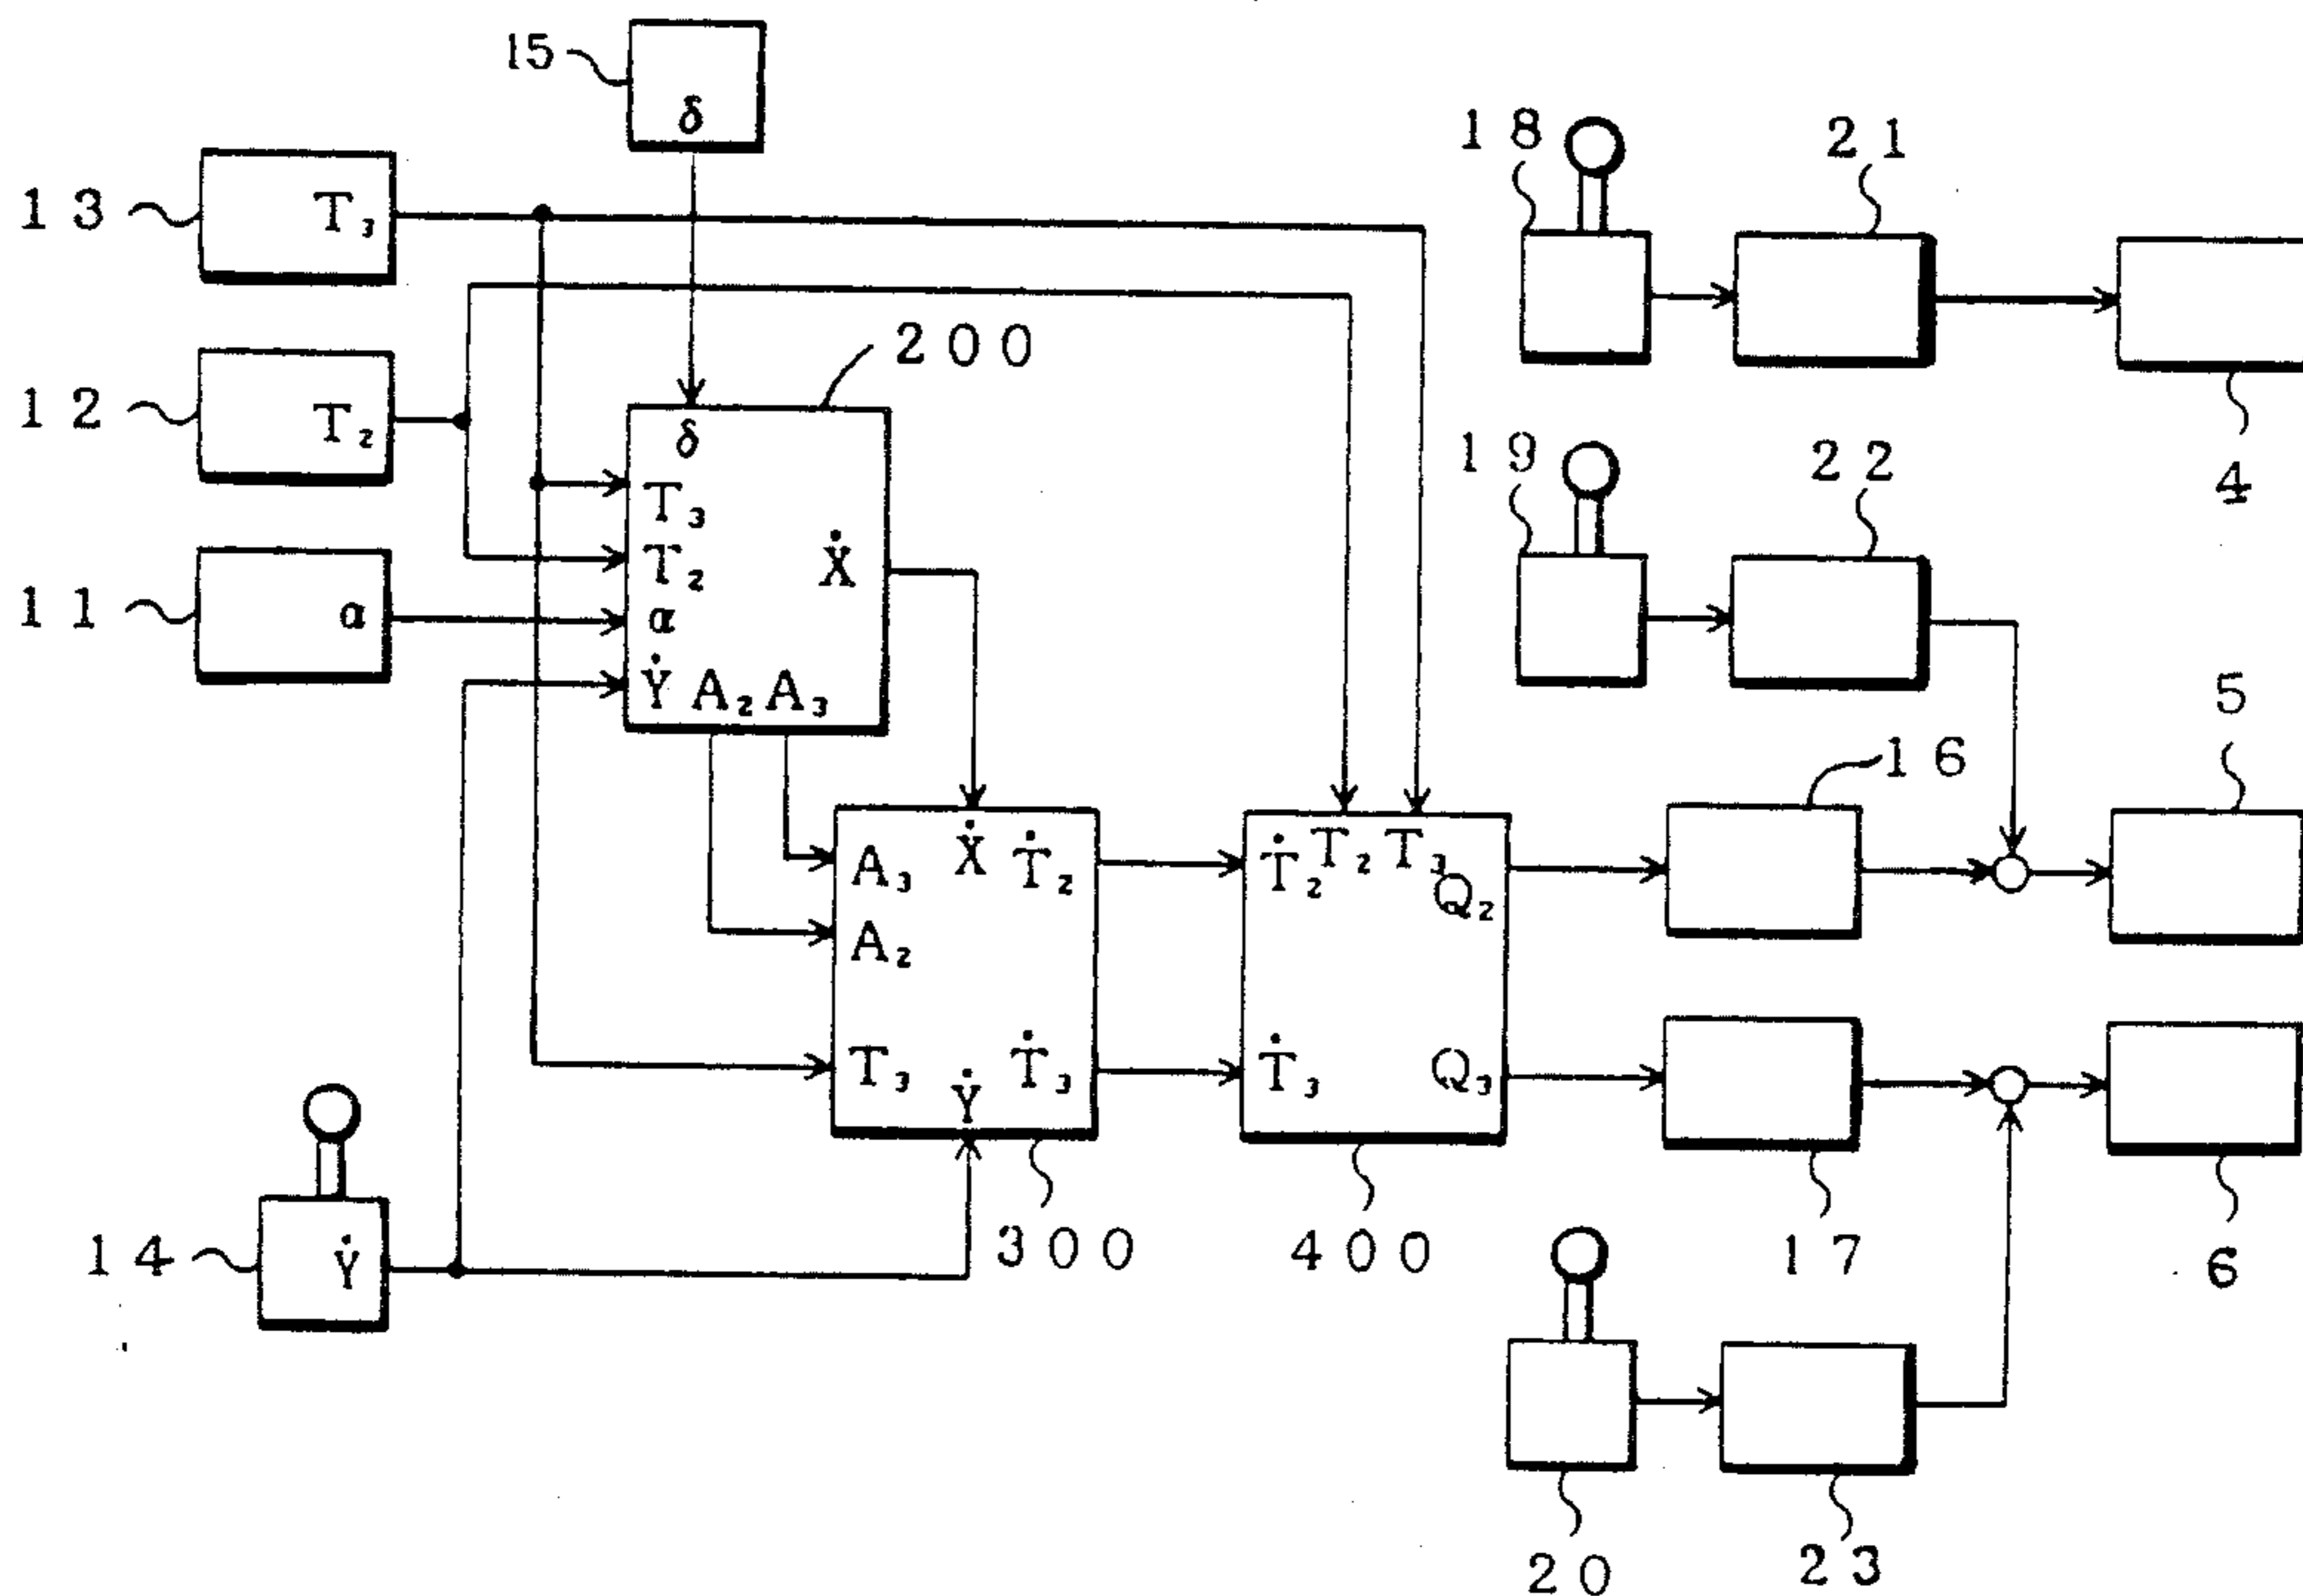 15
δ
18
21
13
T₃
200
12
T₂
δ
19
22
4
T₃
T₂
Ẋ
11
α
α
Ẏ
A₂
A₃
5
16
A₃
Ẋ
Ṫ₂
Ṫ₂
T₂
T₃
Q₂
A₂
T₃
Ṫ₃
Ṫ₃
Q₃
Ẏ
14
Ẏ
300
400
17
6
20
23